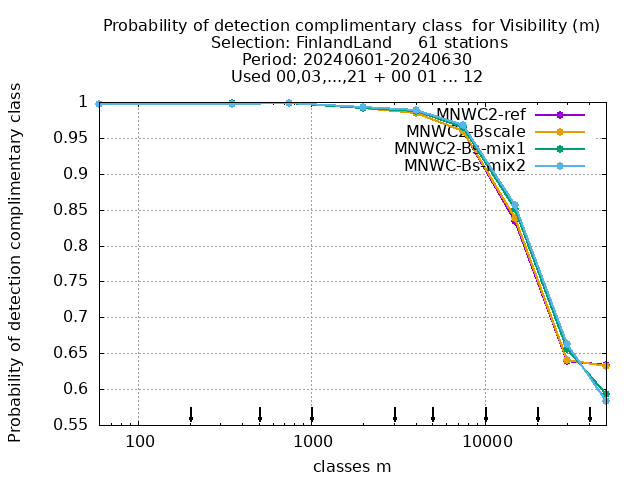 Probability of detection complimentary class  for Visibility (m)
Selection: FinlandLand     61 stations
Period: 20240601-20240630
Used 00,03,...,21 + 00 01 ... 12
Probability of detection complimentary class
1
0.95
0.9
0.85
0.8
0.75
0.7
0.65
0.6
0.55
MNWC2-ref
MNWC2-Bscale
MNWC2-Bs-mix1
MNWC-Bs-mix2
100 1000 10000
classes m